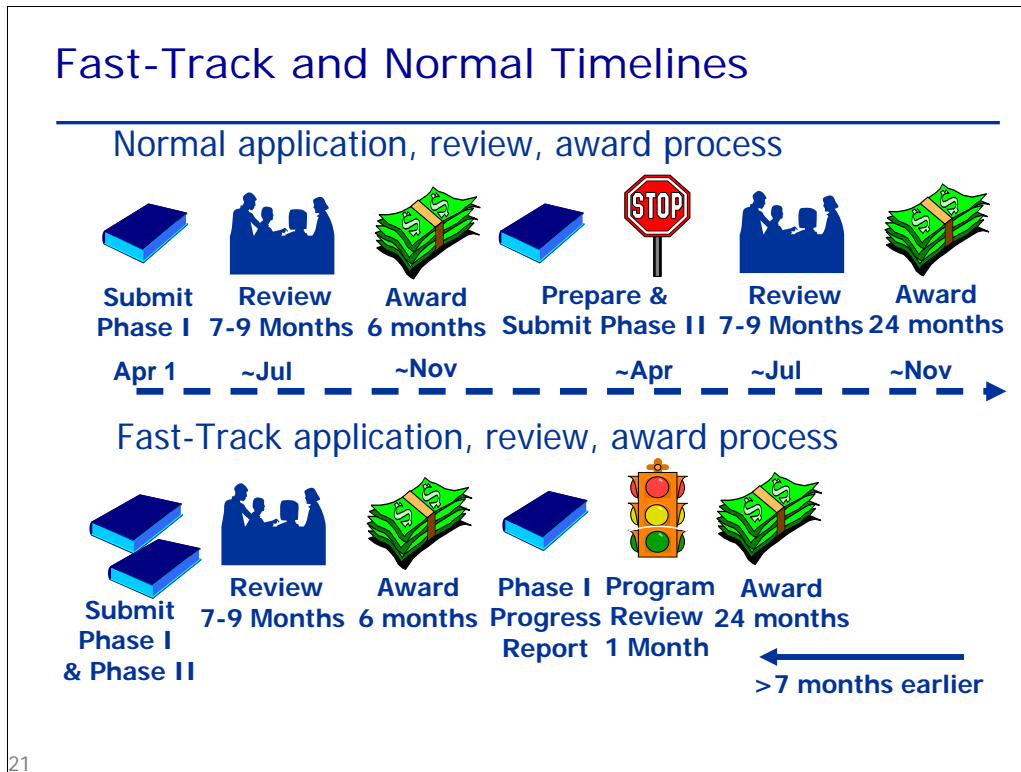 Fast-Track and Normal Timelines
Normal application, review, award process
STOP
Submit
Phase I
Review
7-9 Months
Award
6 months
Prepare &
Submit Phase II
Review
7-9 Months
Award
24 months
Apr 1
~Jul
~Nov
~Apr
~Jul
~Nov
Fast-Track application, review, award process
Submit
Phase I
& Phase II
Review
7-9 Months
Award
6 months
Phase I
Progress
Report
Program
Review
1 Month
Award
24 months
>7 months earlier
21